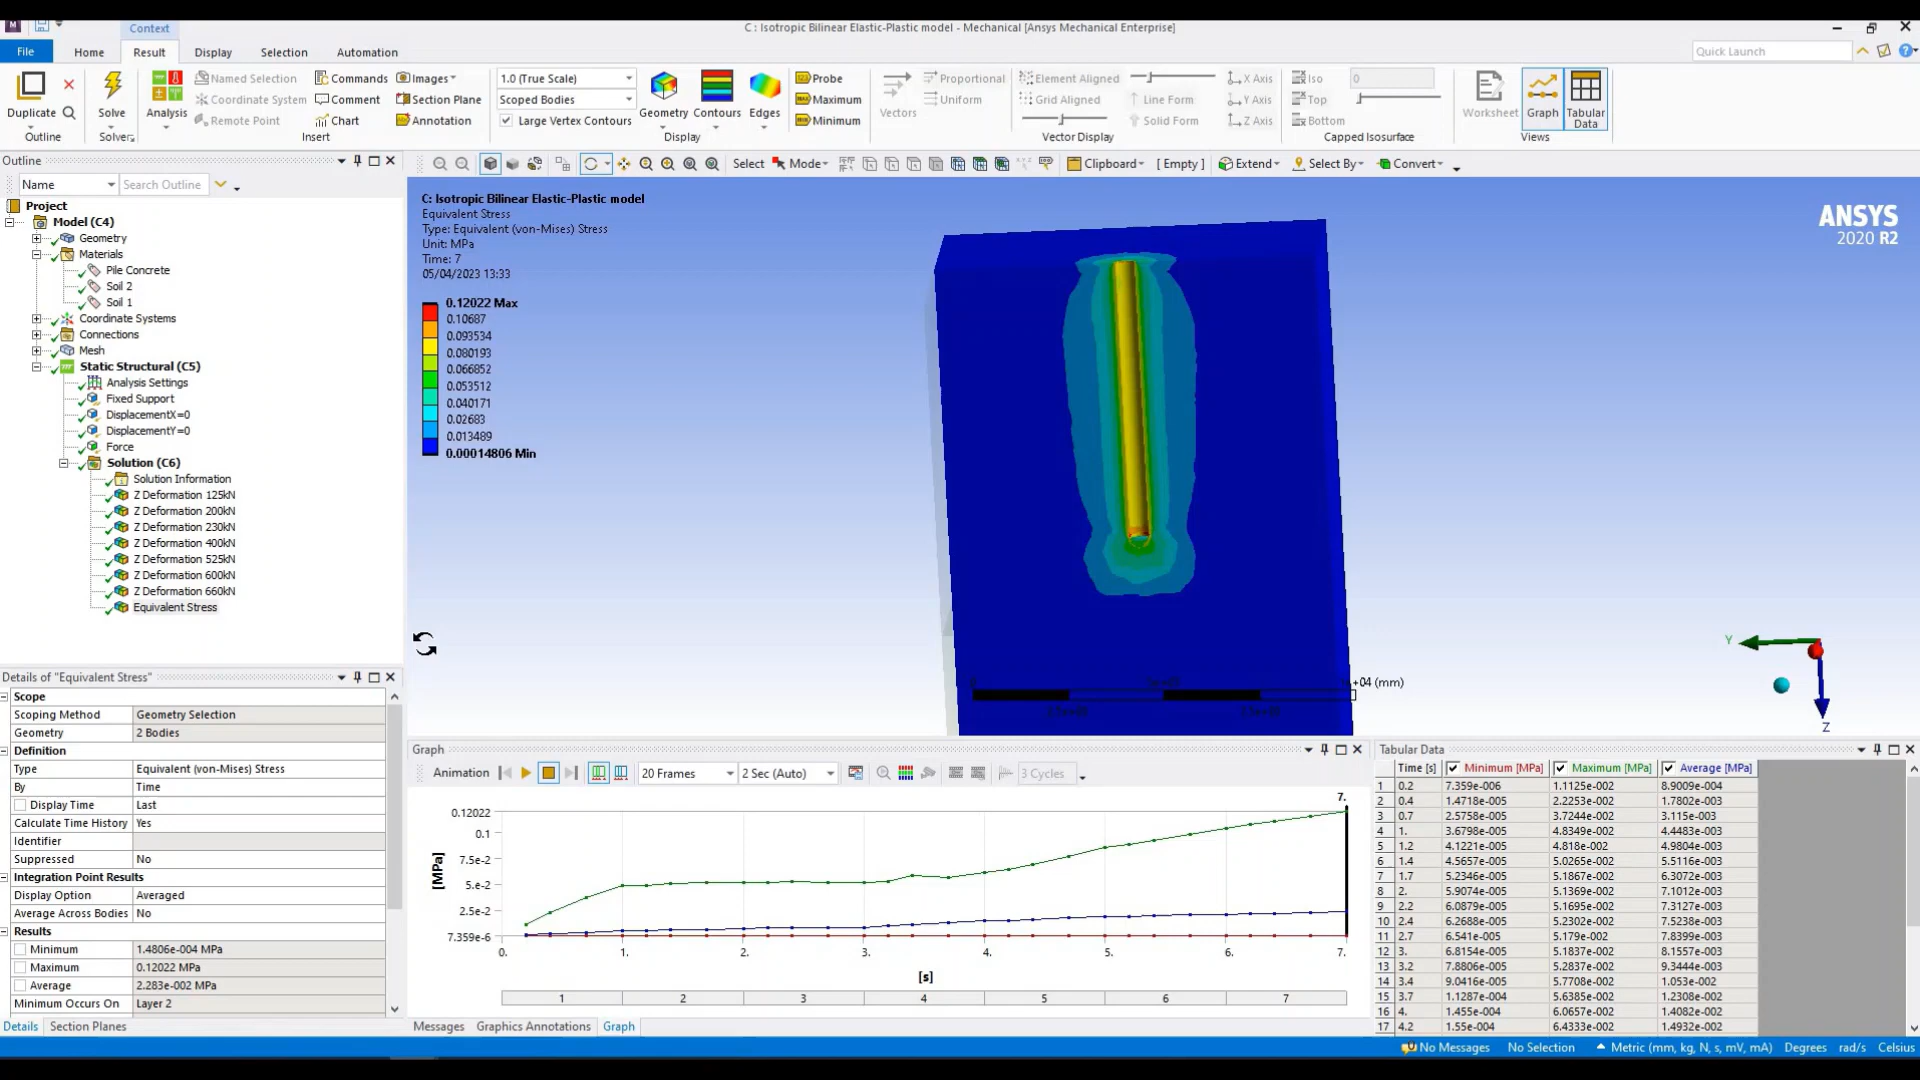 Context
C : Isotropic Bilinear Elastic-Plastic model - Mechanical [Ansys Mechanical Enterprise]
File Home Result Display Selection Automation
Quick Launch
Duplicate
Outline
Solve
Solver
Analysis
Named Selection
Coordinate System
Remote Point
Commands
Comment
Chart
Images
Section Plane
Annotation
Insert
1.0 (True Scale)
Scoped Bodies
Large Vertex Contours
Geometry Contours Edges
Display
Probe
Maximum
Minimum
Vectors
Proportional
Uniform
Element Aligned
Grid Aligned
Line Form
Solid Form
X Axis
Y Axis
Z Axis
Vector Display
Iso
Top
Bottom
0
Capped Isosurface
Worksheet Graph Tabular Data
Views
Outline
Name Search Outline
Select Mode Clipboard [ Empty ] Extend Select By Convert
Project
Model (C4)
Geometry
Materials
Pile Concrete
Soil 2
Soil 1
Coordinate Systems
Connections
Mesh
Static Structural (C5)
Analysis Settings
Fixed Support
DisplacementX=0
DisplacementY=0
Force
Solution (C6)
Solution Information
Z Deformation 125kN
Z Deformation 200kN
Z Deformation 230kN
Z Deformation 400kN
Z Deformation 525kN
Z Deformation 600kN
Z Deformation 660kN
Equivalent Stress
C: Isotropic Bilinear Elastic-Plastic model
Equivalent Stress
Type: Equivalent (von-Mises) Stress
Unit: MPa
Time: 7
05/04/2023 13:33
0.12022 Max
0.10687
0.093534
0.080193
0.066852
0.053512
0.040171
0.02683
0.013489
0.00014806 Min
ANSYS
2020 R2
+04 (mm)
Y
Z
Details of "Equivalent Stress"
Scope
Scoping Method Geometry Selection
Geometry 2 Bodies
Definition
Type Equivalent (von-Mises) Stress
By Time
Display Time Last
Calculate Time History Yes
Identifier
Suppressed No
Integration Point Results
Display Option Averaged
Average Across Bodies No
Results
Minimum 1.4806e-004 MPa
Maximum 0.12022 MPa
Average 2.283e-002 MPa
Minimum Occurs On Layer 2
Details Section Planes
Graph
Animation 20 Frames 2 Sec (Auto) 3 Cycles
7.
0.12022
0.1
7.5e-2
5.e-2
2.5e-2
7.359e-6
[MPa]
0. 1. 2. 3. 4. 5. 6. 7.
[s]
1 2 3 4 5 6 7
Messages Graphics Annotations Graph
Tabular Data
Time [s] Minimum [MPa] Maximum [MPa] Average [MPa]
1 0.2 7.359e-006 1.1125e-002 8.9009e-004
2 0.4 1.4718e-005 2.2253e-002 1.7802e-003
3 0.7 2.5758e-005 3.7244e-002 3.115e-003
4 1. 3.6798e-005 4.8349e-002 4.4483e-003
5 1.2 4.1221e-005 4.818e-002 4.9804e-003
6 1.4 4.5657e-005 5.0265e-002 5.5116e-003
7 1.7 5.2346e-005 5.1867e-002 6.3072e-003
8 2. 5.9074e-005 5.1369e-002 7.1012e-003
9 2.2 6.0879e-005 5.1695e-002 7.3127e-003
10 2.4 6.2688e-005 5.2302e-002 7.5238e-003
11 2.7 6.541e-005 5.179e-002 7.8399e-003
12 3. 6.8154e-005 5.1837e-002 8.1557e-003
13 3.2 7.8806e-005 5.2837e-002 9.3444e-003
14 3.4 9.0416e-005 5.7708e-002 1.053e-002
15 3.7 1.1287e-004 5.6385e-002 1.2308e-002
16 4. 1.455e-004 6.0657e-002 1.4082e-002
17 4.2 1.55e-004 6.4333e-002 1.4932e-002
No Messages No Selection Metric (mm, kg, N, s, mV, mA) Degrees rad/s Celsius